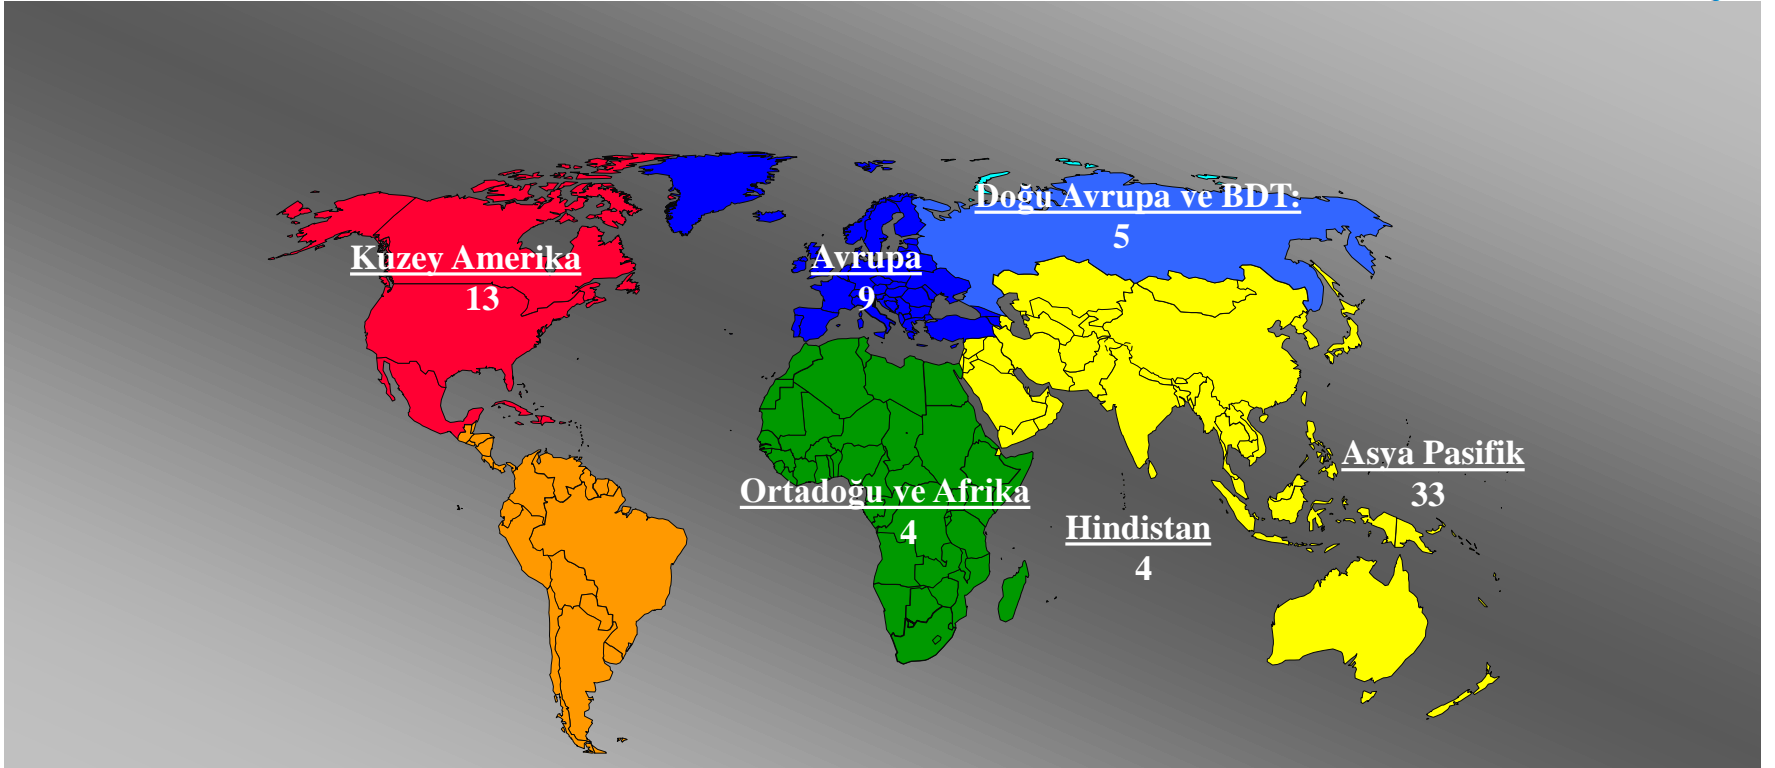 Doğu Avrupa ve BDT:
5
Kuzey Amerika
13
Avrupa
9
Asya Pasifik
33
Ortadoğu ve Afrika
4
Hindistan
4